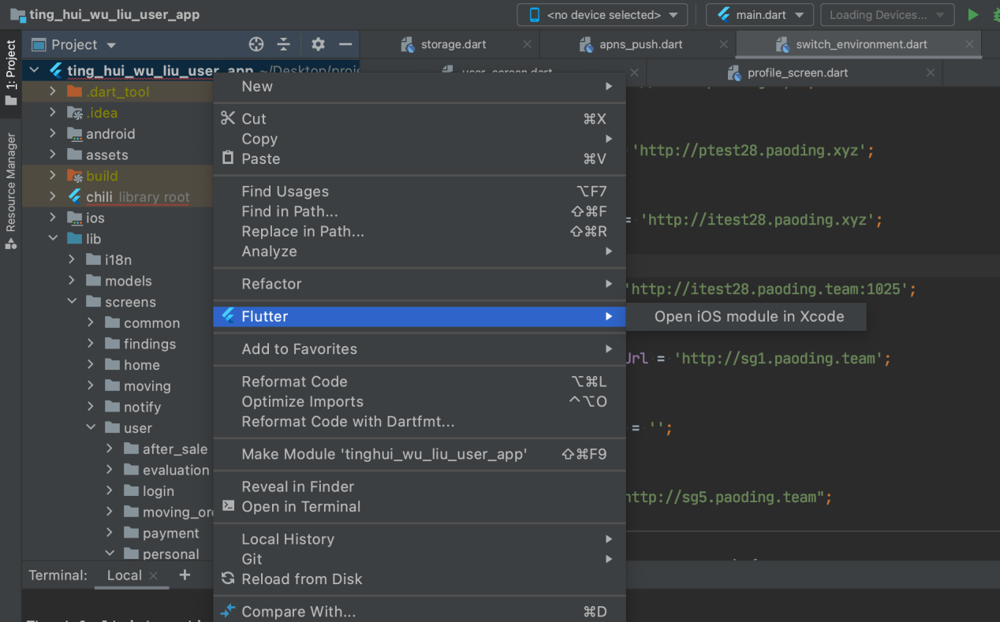 ting_hui_wu_liu_user_app
<no device selected>
main.dart
Loading Devices...
1: Project
Resource Manager
Project
storage.dart
apns_push.dart
switch_environment.dart
ting_hui_wu_liu_user_app ~/Desktop/proje
user_screen.dart
profile_screen.dart
.dart_tool
.idea
android
assets
build
chili library root
ios
lib
i18n
models
screens
common
findings
home
moving
notify
user
after_sale
evaluation
login
moving_ord
payment
personal
New
Cut ⌘X
Copy
Paste ⌘V
Find Usages ⌥F7
Find in Path... ⇧⌘F
Replace in Path... ⇧⌘R
Analyze
Refactor
Flutter
Open iOS module in Xcode
Add to Favorites
Reformat Code ⌥⌘L
Optimize Imports ^⌥O
Reformat Code with Dartfmt...
Make Module 'tinghui_wu_liu_user_app' ⇧⌘F9
Reveal in Finder
Open in Terminal
Local History
Git
Reload from Disk
Compare With... ⌘D
'http://ptest28.paoding.xyz';
= 'http://itest28.paoding.xyz';
'http://itest28.paoding.team:1025';
Url = 'http://sg1.paoding.team';
= '';
http://sg5.paoding.team";
Terminal: Local +